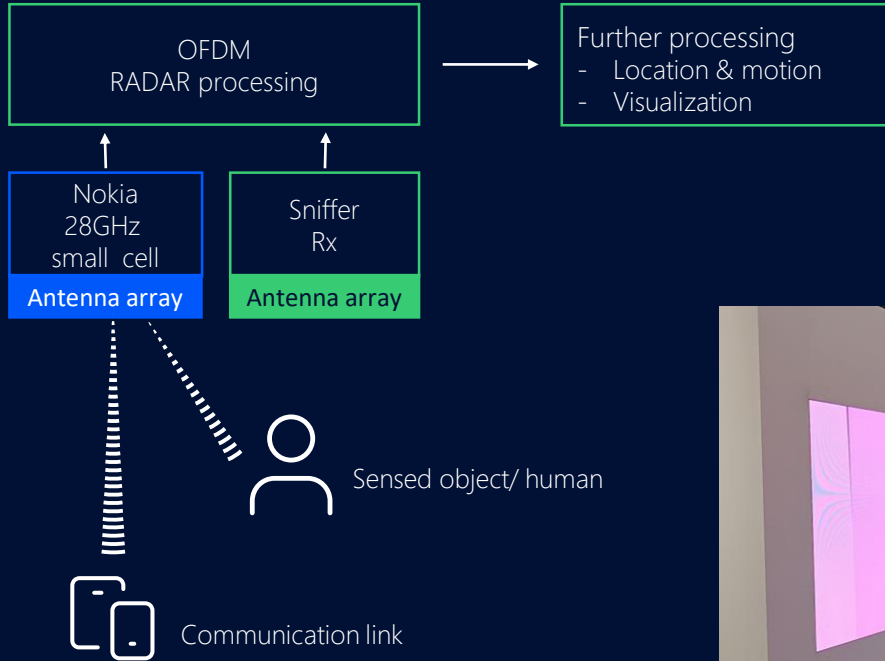 OFDM
RADAR processing
Further processing
- Location & motion
- Visualization
Nokia
28GHz
small cell
Antenna array
Sniffer
Rx
Antenna array
Sensed object/ human
Communication link